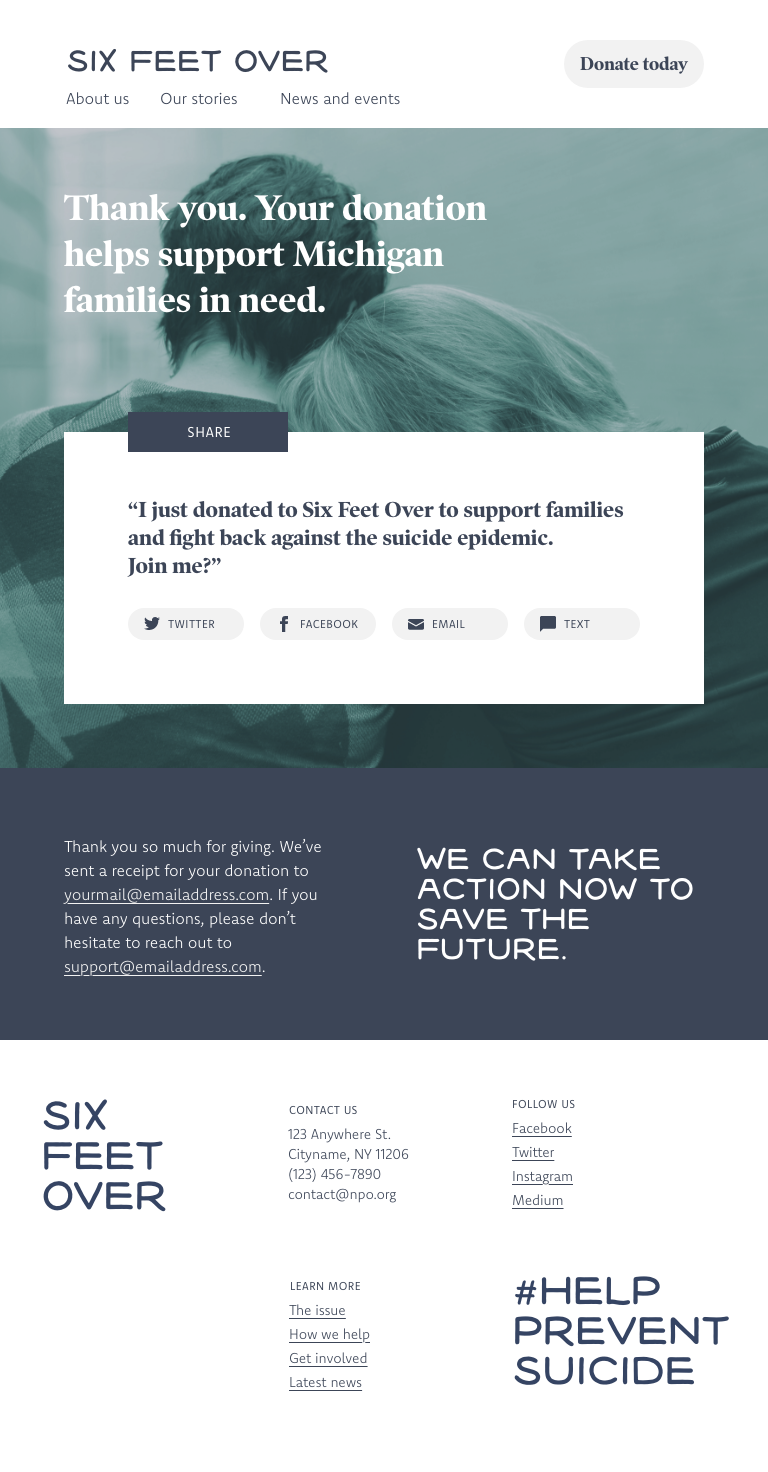 SIX FEET OVER
Donate today
About us Our stories News and events
Thank you. Your donation
helps support Michigan
families in need.
SHARE
“I just donated to Six Feet Over to support families
and fight back against the suicide epidemic.
Join me?”
TWITTER FACEBOOK EMAIL TEXT
Thank you so much for giving. We’ve
sent a receipt for your donation to
yourmail@emailaddress.com. If you
have any questions, please don’t
hesitate to reach out to
support@emailaddress.com.
WE CAN TAKE
ACTION NOW TO
SAVE THE
FUTURE.
SIX
FEET
OVER
CONTACT US
123 Anywhere St.
Cityname, NY 11206
(123) 456-7890
contact@npo.org
FOLLOW US
Facebook
Twitter
Instagram
Medium
LEARN MORE
The issue
How we help
Get involved
Latest news
#HELP
PREVENT
SUICIDE